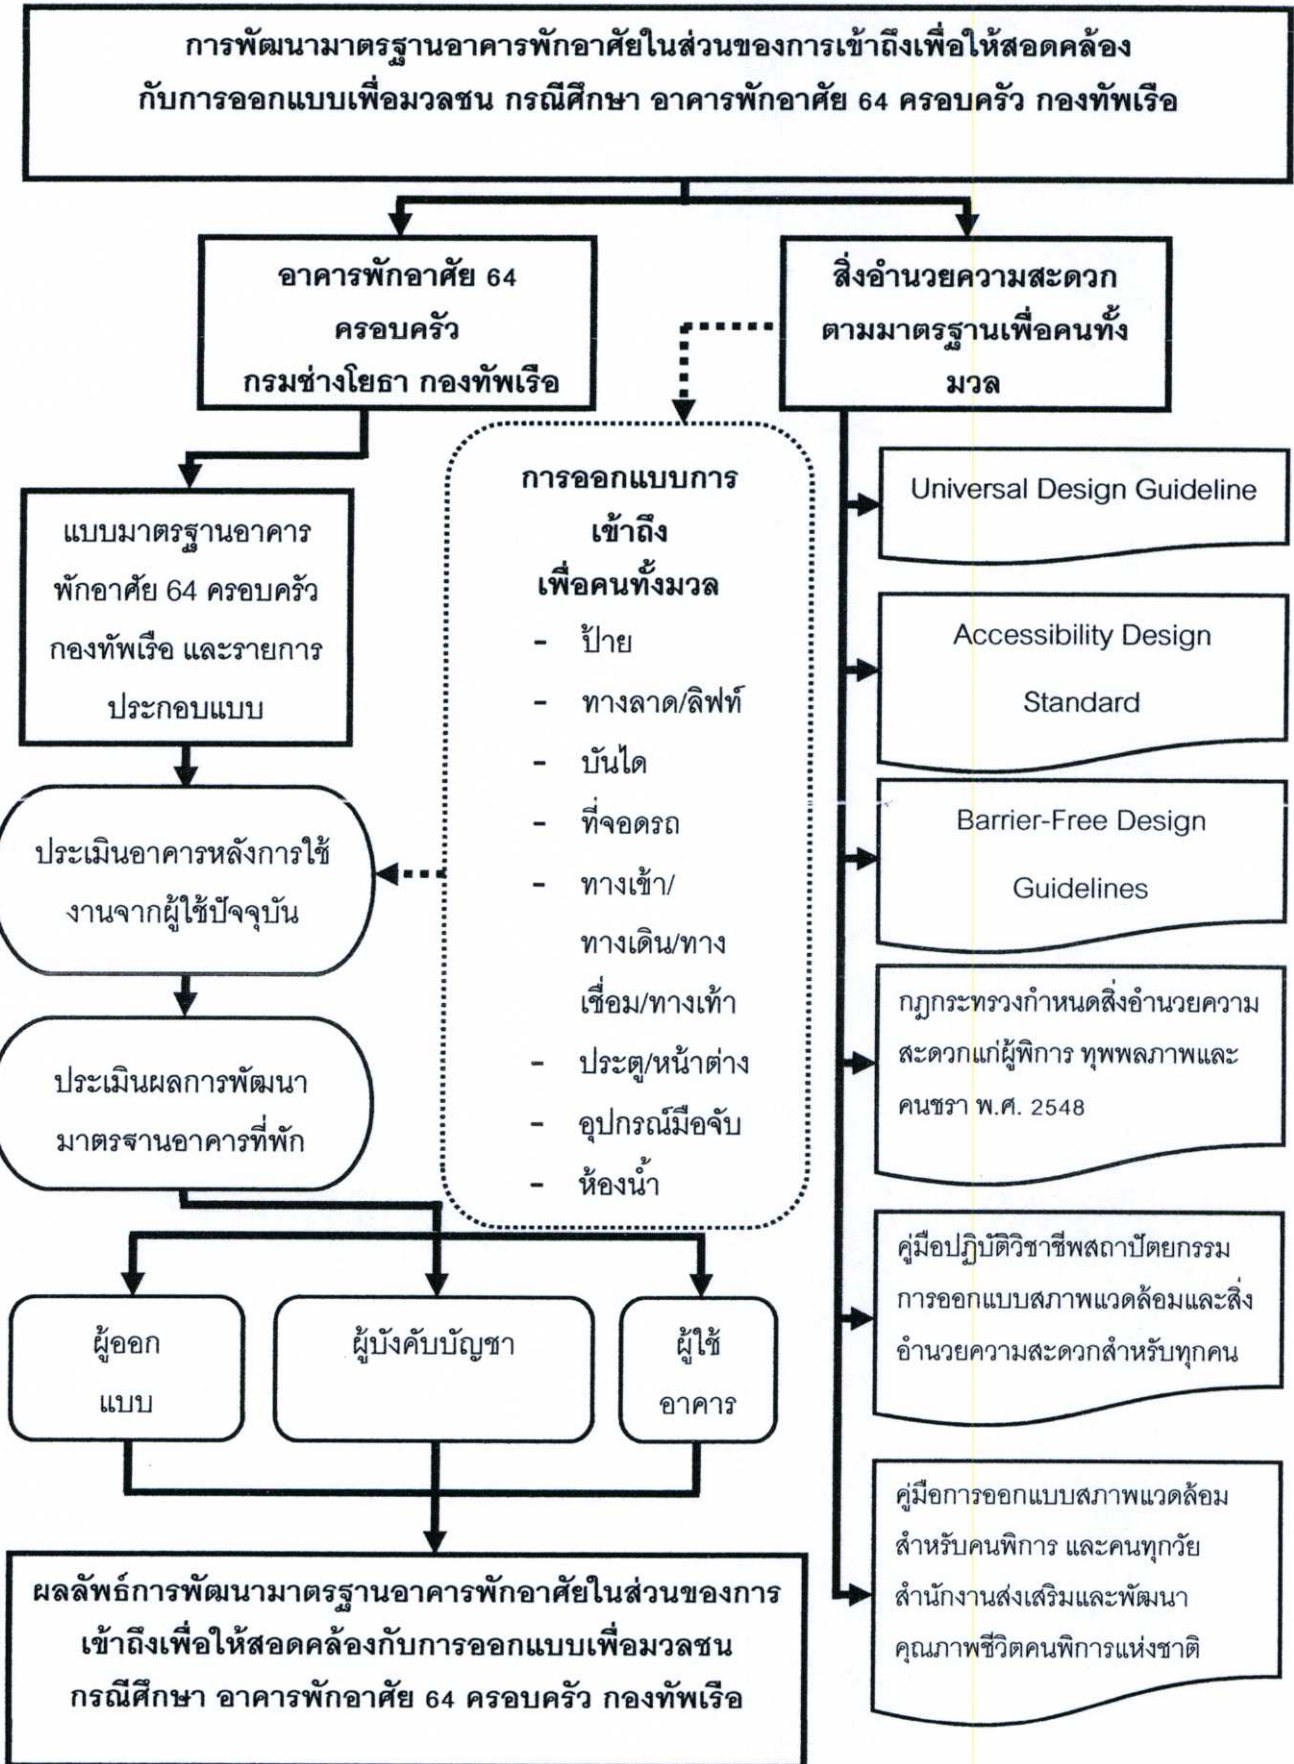 การพัฒนามาตรฐานอาคารพักอาศัยในส่วนของการเข้าถึงเพื่อให้สอดคล้อง
กับการออกแบบเพื่อมวลชน กรณีศึกษา อาคารพักอาศัย 64 ครอบครัว กองทัพเรือ
อาคารพักอาศัย 64
ครอบครัว
กรมช่างโยธา กองทัพเรือ
สิ่งอำนวยความสะดวก
ตามมาตรฐานเพื่อคนทั้ง
มวล
แบบมาตรฐานอาคาร
พักอาศัย 64 ครอบครัว
กองทัพเรือ และรายการ
ประกอบแบบ
ประเมินอาคารหลังการใช้
งานจากผู้ใช้ปัจจุบัน
ประเมินผลการพัฒนา
มาตรฐานอาคารที่พัก
การออกแบบการ
เข้าถึง
เพื่อคนทั้งมวล
- ป้าย
- ทางลาด/ลิฟท์
- บันได
- ที่จอดรถ
- ทางเข้า/
ทางเดิน/ทาง
เชื่อม/ทางเท้า
- ประตู/หน้าต่าง
- อุปกรณ์มือจับ
- ห้องน้ำ
Universal Design Guideline
Accessibility Design
Standard
Barrier-Free Design
Guidelines
กฎกระทรวงกำหนดสิ่งอำนวยความ
สะดวกแก่ผู้พิการ ทุพพลภาพและ
คนชรา พ.ศ. 2548
คู่มือปฏิบัติวิชาชีพสถาปัตยกรรม
การออกแบบสภาพแวดล้อมและสิ่ง
อำนวยความสะดวกสำหรับทุกคน
คู่มือการออกแบบสภาพแวดล้อม
สำหรับคนพิการ และคนทุกวัย
สำนักงานส่งเสริมและพัฒนา
คุณภาพชีวิตคนพิการแห่งชาติ
ผู้ออก
แบบ
ผู้บังคับบัญชา
ผู้ใช้
อาคาร
ผลลัพธ์การพัฒนามาตรฐานอาคารพักอาศัยในส่วนของการ
เข้าถึงเพื่อให้สอดคล้องกับการออกแบบเพื่อมวลชน
กรณีศึกษา อาคารพักอาศัย 64 ครอบครัว กองทัพเรือ